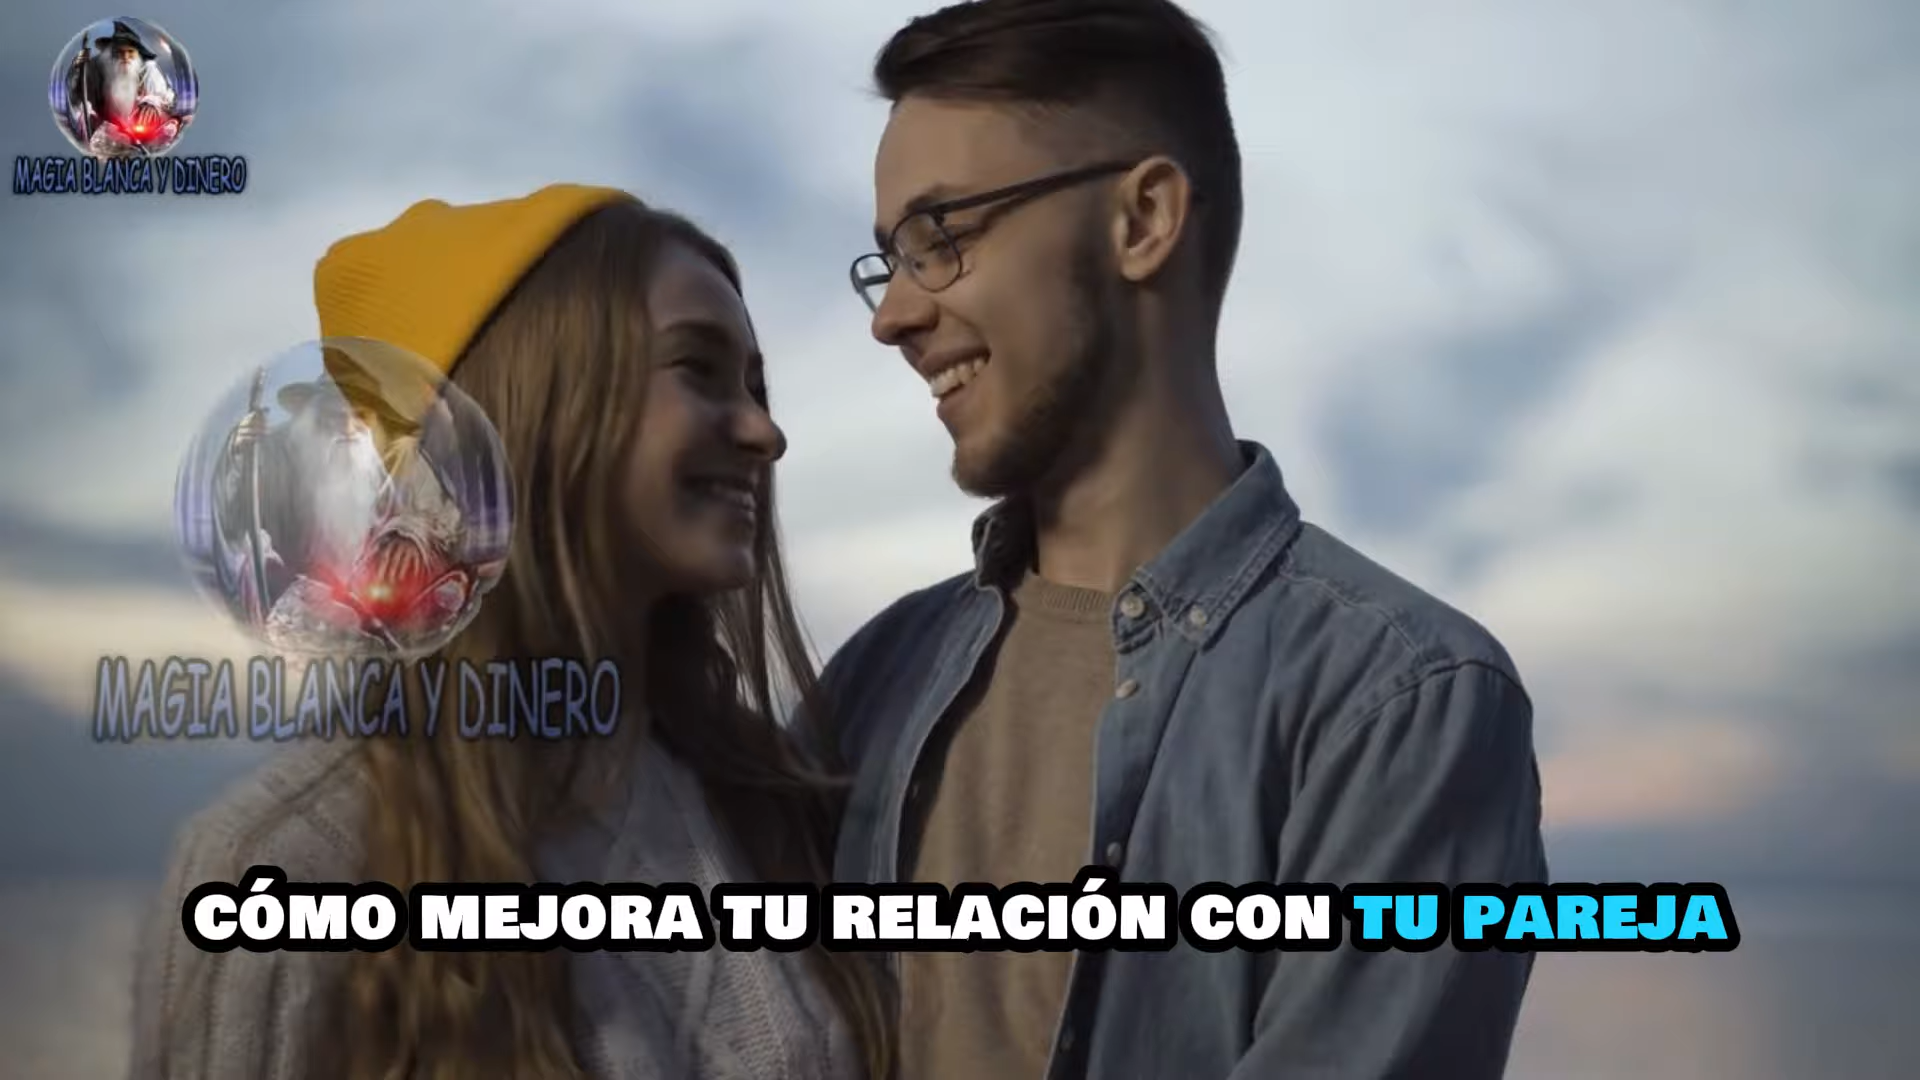 MAGIA BLANCA Y DINERO
MAGIA BLANCA Y DINERO
CÓMO MEJORA TU RELACIÓN CON TU PAREJA